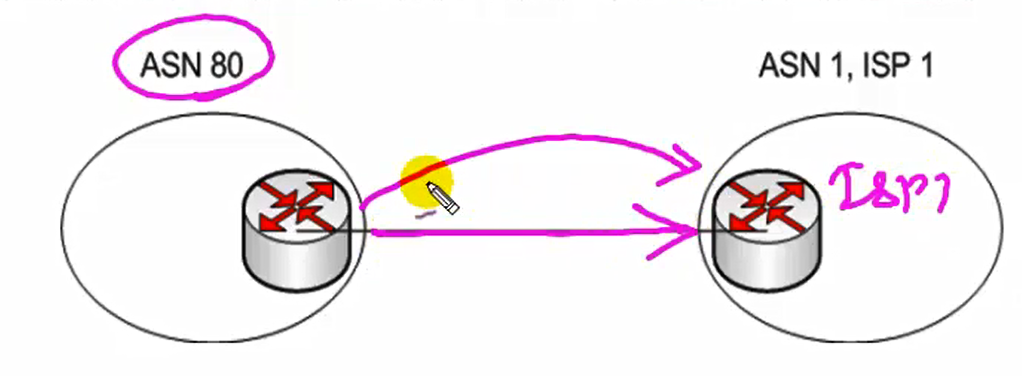 ASN 80
ASN 1, ISP 1
ISP1